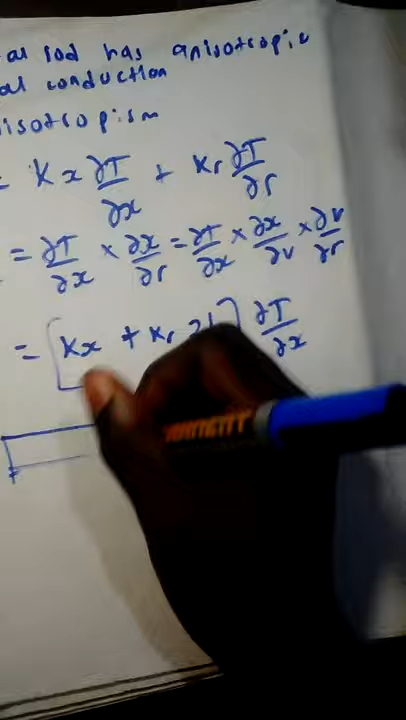 al rod has anisotropic
al conduction
isotropism
= Kx ∂T/∂x + Kr ∂T/∂r
= ∂T/∂x × ∂x/∂r = ∂T/∂x × ∂x/∂v × ∂v/∂r
= [Kx + Kr ] ∂T/∂x